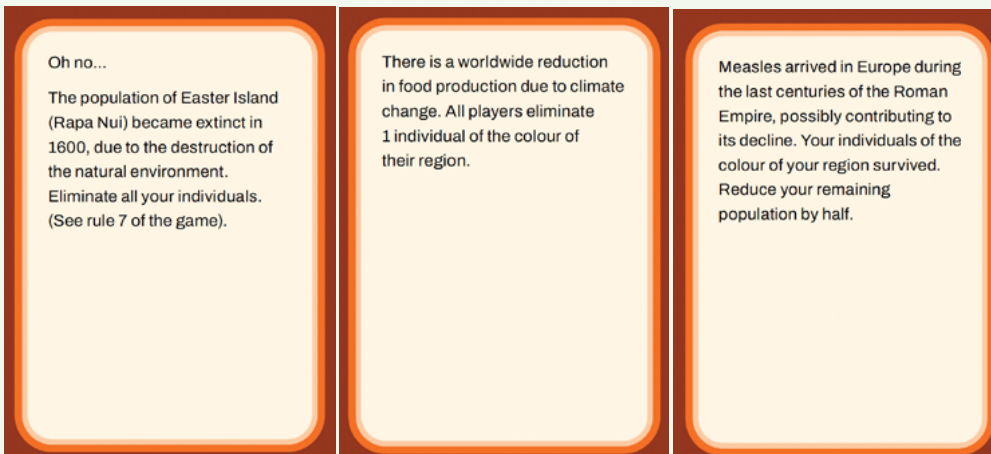 Oh no...
The population of Easter Island
(Rapa Nui) became extinct in
1600, due to the destruction of
the natural environment.
Eliminate all your individuals.
(See rule 7 of the game).
There is a worldwide reduction
in food production due to climate
change. All players eliminate
1 individual of the colour of
their region.
Measles arrived in Europe during
the last centuries of the Roman
Empire, possibly contributing to
its decline. Your individuals of the
colour of your region survived.
Reduce your remaining
population by half.